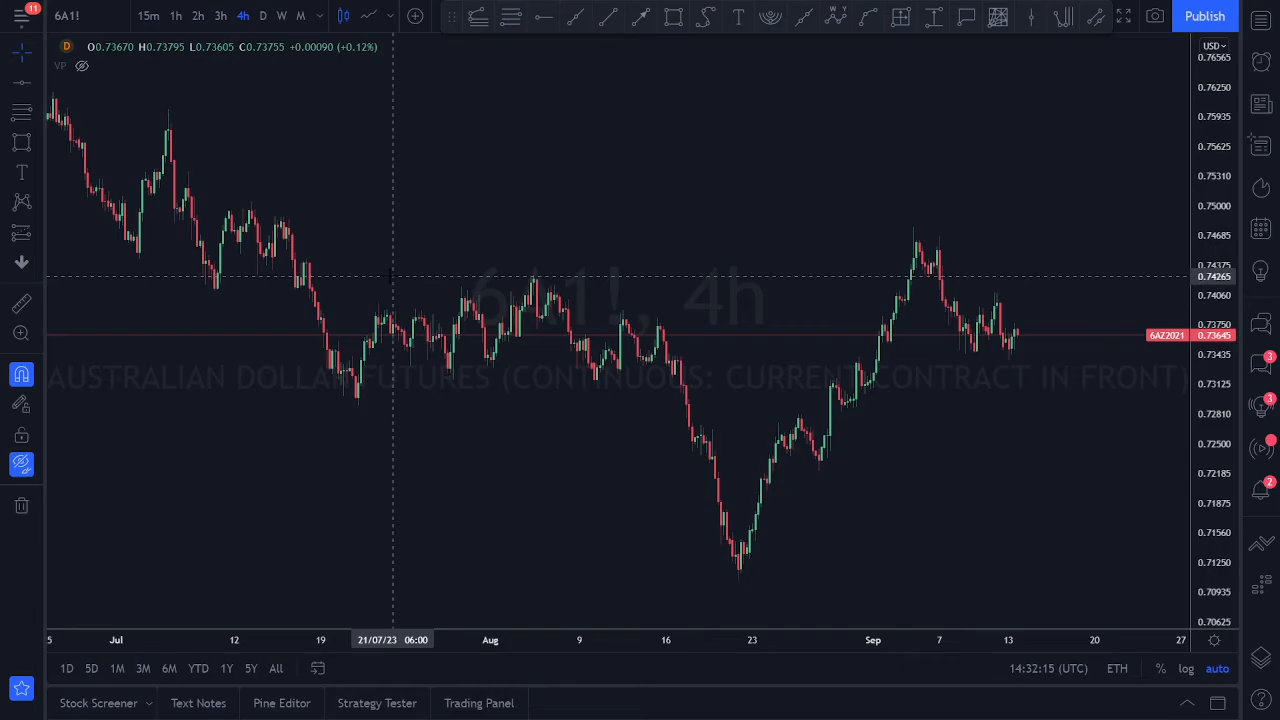 11
6A1!
15m 1h 2h 3h 4h D W M
Publish
D O0.73670 H0.73795 L0.73605 C0.73755 +0.00090 (+0.12%)
USD
VP
0.76565
0.76250
0.75935
0.75625
0.75310
0.75000
0.74685
0.74375
0.74265
0.74060
0.73750
6AZ2021 0.73645
0.73435
0.73125
0.72810
0.72500
0.72185
0.71875
0.71560
0.71250
0.70935
0.70625
6A1!, 4h
AUSTRALIAN DOLLAR FUTURES (CONTINUOUS: CURRENT CONTRACT IN FRONT)
3
3
2
5 Jul 12 19 21/07/23 06:00 Aug 9 16 23 Sep 7 13 20 27
1D 5D 1M 3M 6M YTD 1Y 5Y All 14:32:15 (UTC) ETH % log auto
Stock Screener Text Notes Pine Editor Strategy Tester Trading Panel